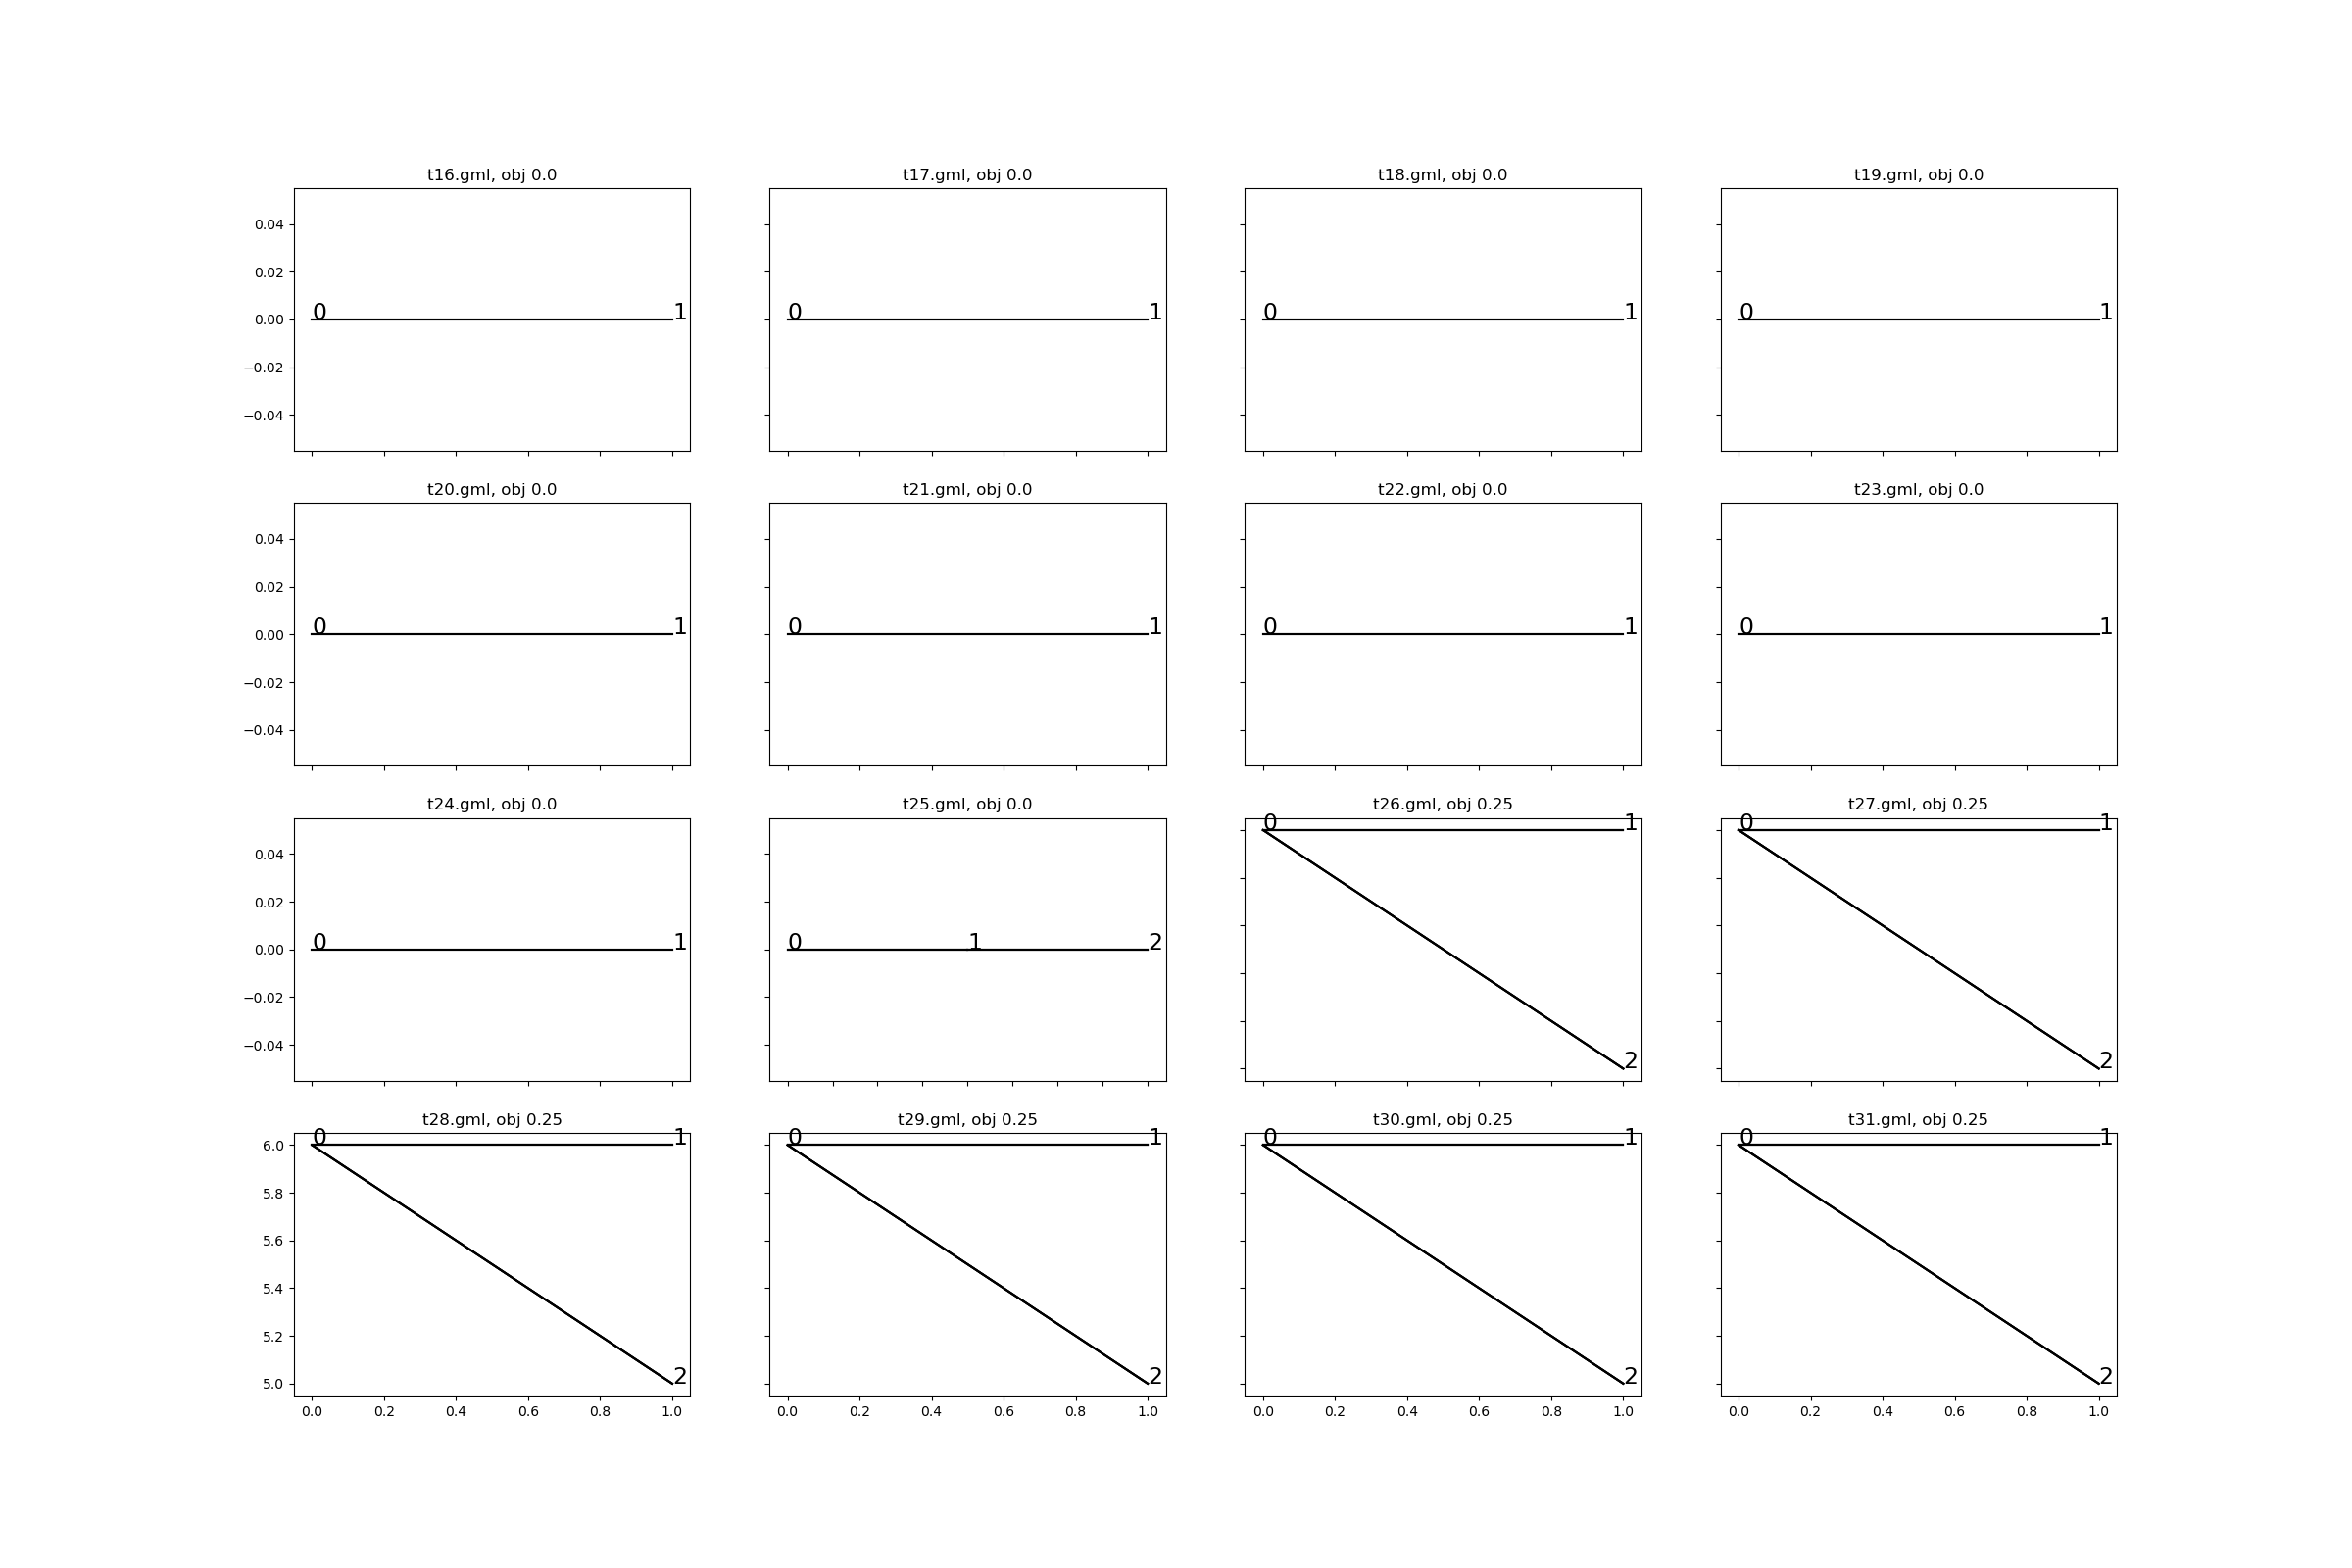 t16.gml, obj 0.0 t17.gml, obj 0.0 t18.gml, obj 0.0 t19.gml, obj 0.0
0.04
0.02
0.00 0 1 0 1 0 1 0 1
−0.02
−0.04
t20.gml, obj 0.0 t21.gml, obj 0.0 t22.gml, obj 0.0 t23.gml, obj 0.0
0.04
0.02
0.00 0 1 0 1 0 1 0 1
−0.02
−0.04
t24.gml, obj 0.0 t25.gml, obj 0.0 t26.gml, obj 0.25 t27.gml, obj 0.25
0 1 0 1
0.04
0.02
0.00 0 1 0 1 2
−0.02
−0.04
2 2
t28.gml, obj 0.25 t29.gml, obj 0.25 t30.gml, obj 0.25 t31.gml, obj 0.25
6.0 0 1 0 1 0 1 0 1
5.8
5.6
5.4
5.2
5.0 2 2 2 2
0.0 0.2 0.4 0.6 0.8 1.0 0.0 0.2 0.4 0.6 0.8 1.0 0.0 0.2 0.4 0.6 0.8 1.0 0.0 0.2 0.4 0.6 0.8 1.0